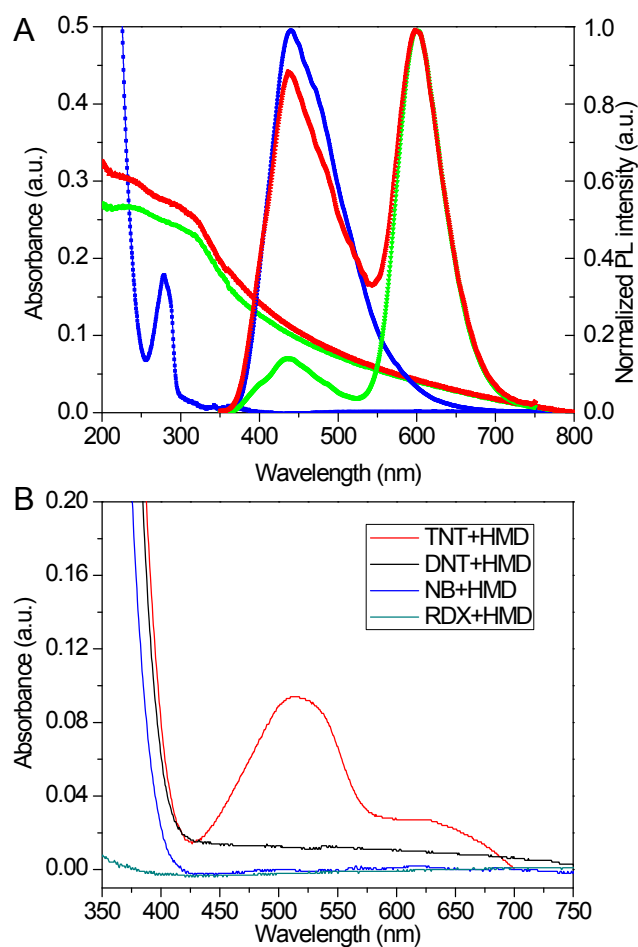 A
0.5
0.4
0.3
0.2
0.1
0.0
Absorbance (a.u.)
1.0
0.8
0.6
0.4
0.2
0.0
Normalized PL intensity (a.u.)
200 300 400 500 600 700 800
Wavelength (nm)
B
0.20
0.16
0.12
0.08
0.04
0.00
Absorbance (a.u.)
TNT+HMD
DNT+HMD
NB+HMD
RDX+HMD
350 400 450 500 550 600 650 700 750
Wavelength (nm)